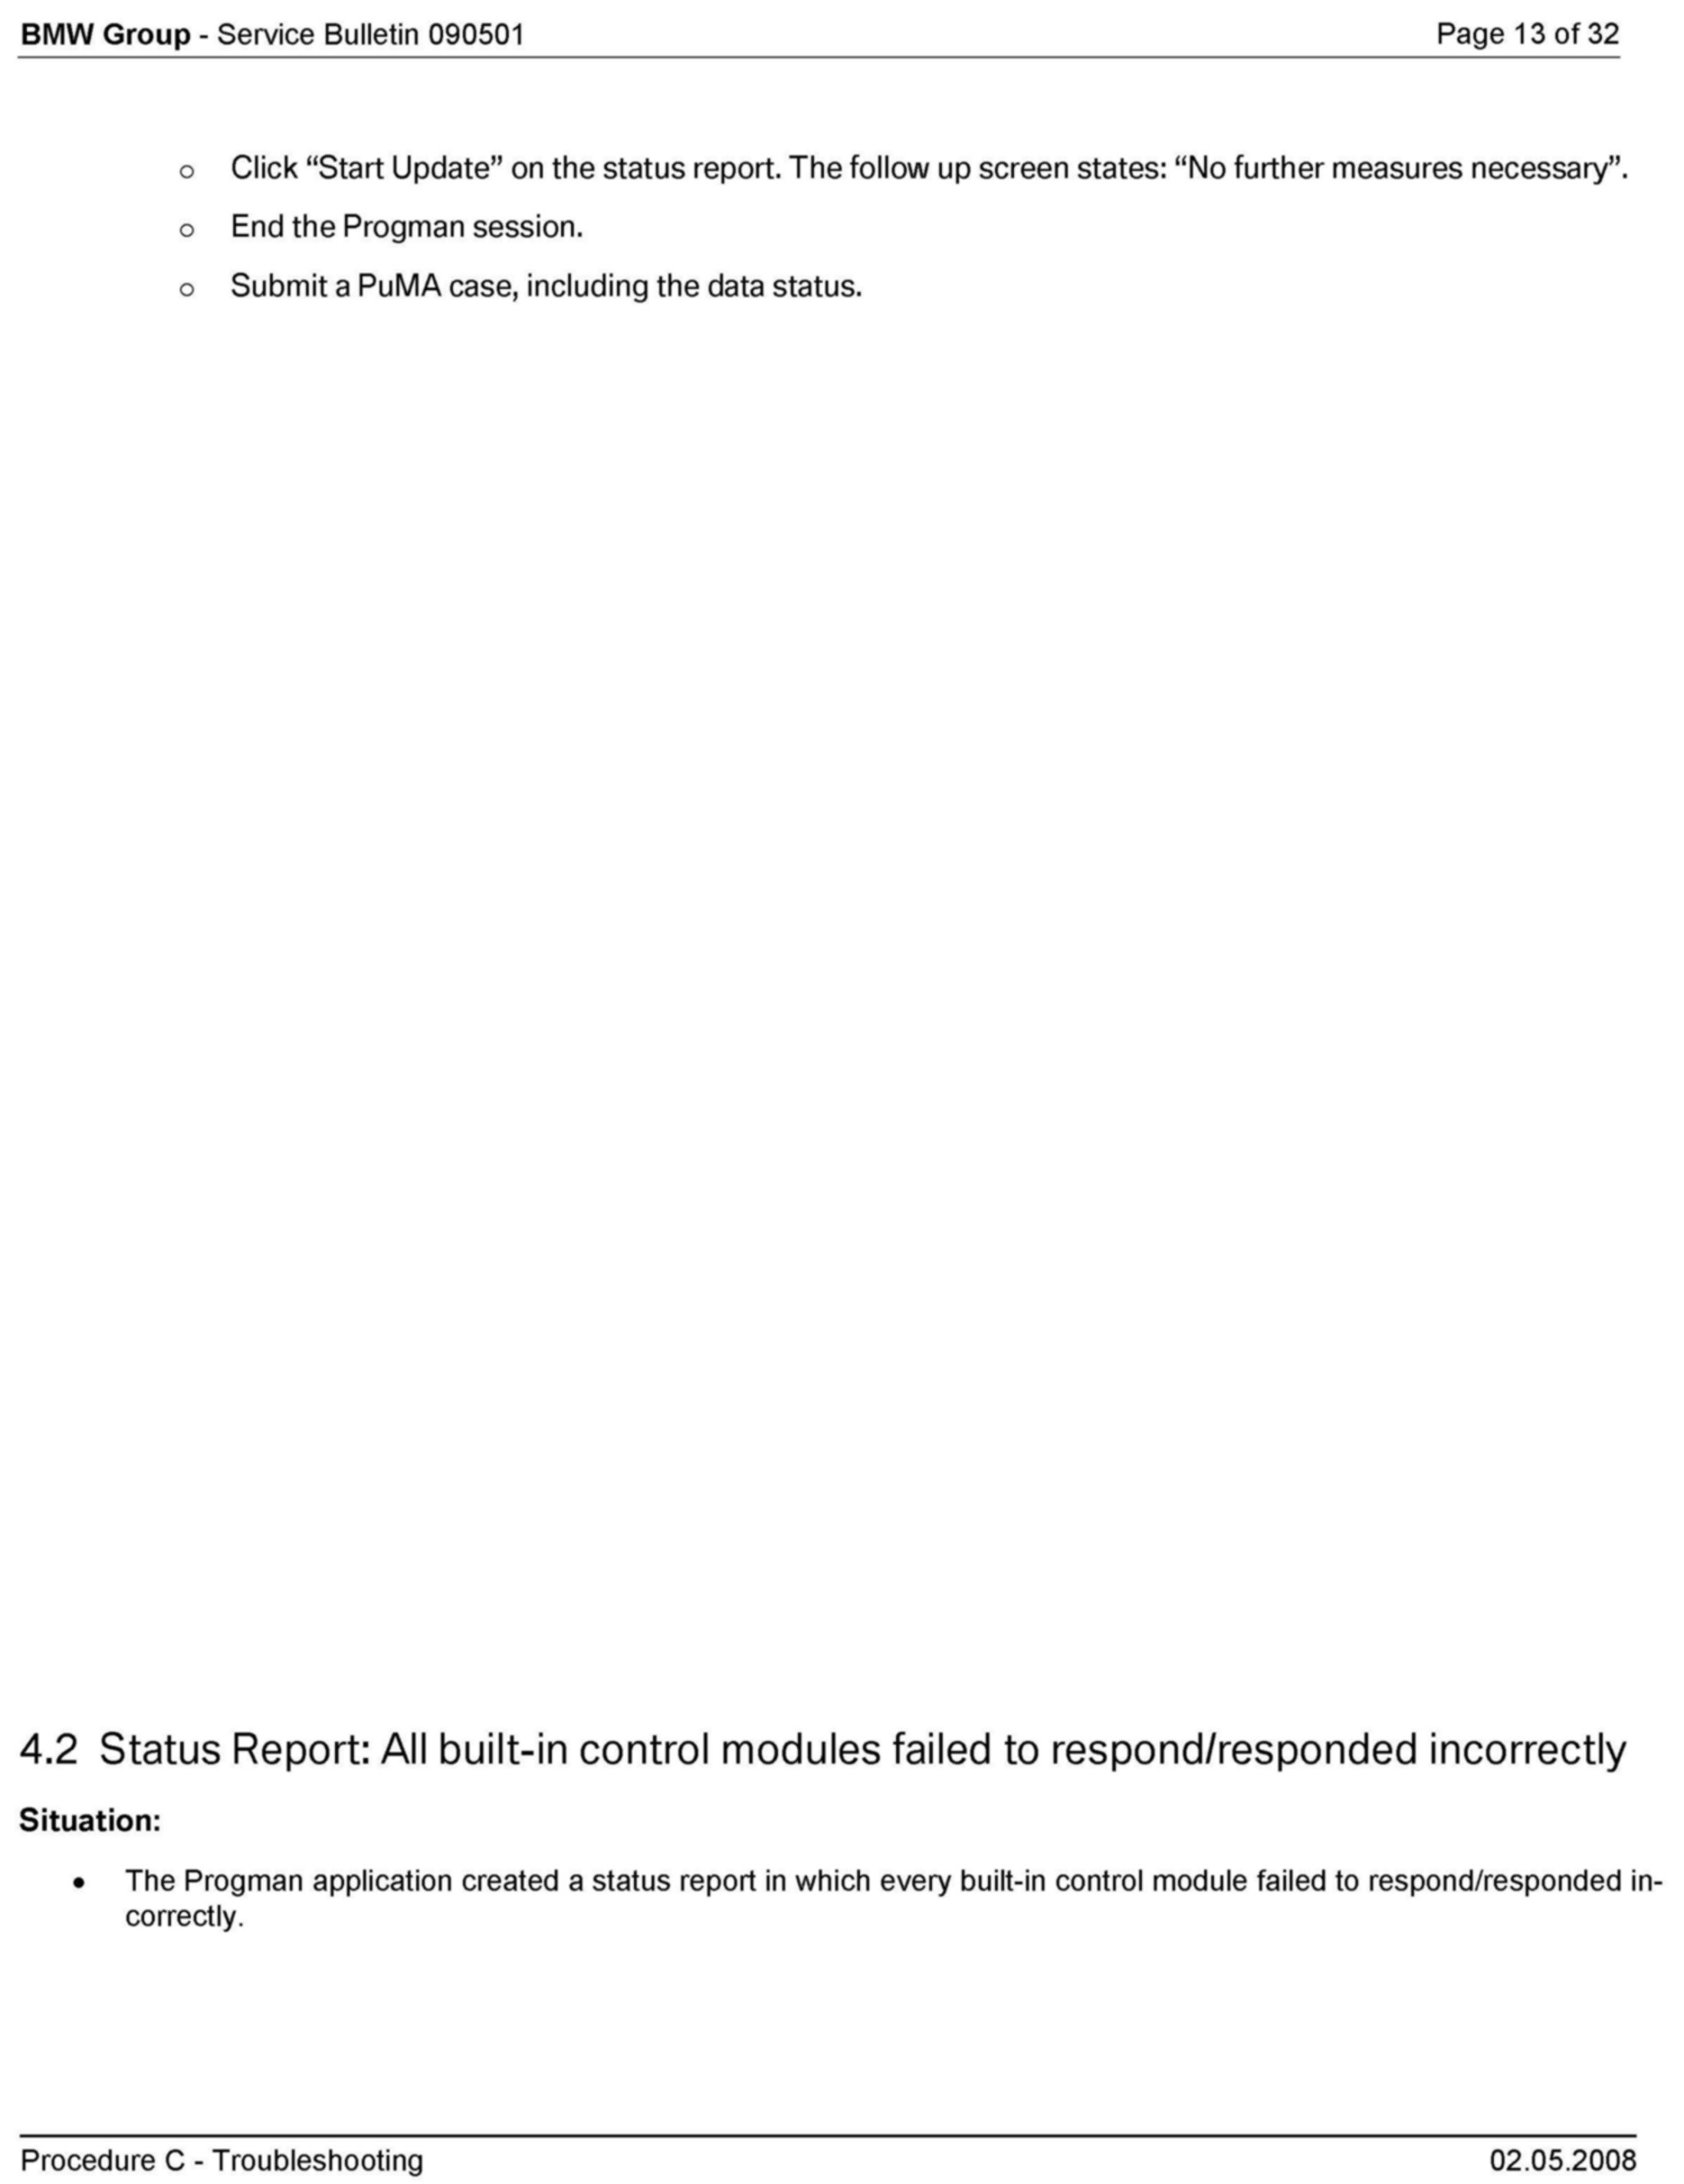 BMW Group - Service Bulletin 090501 Page 13 of 32
○ Click “Start Update” on the status report. The follow up screen states: “No further measures necessary”.
○ End the Progman session.
○ Submit a PuMA case, including the data status.
4.2 Status Report: All built-in control modules failed to respond/responded incorrectly
Situation:
• The Progman application created a status report in which every built-in control module failed to respond/responded in-
correctly.
Procedure C - Troubleshooting 02.05.2008